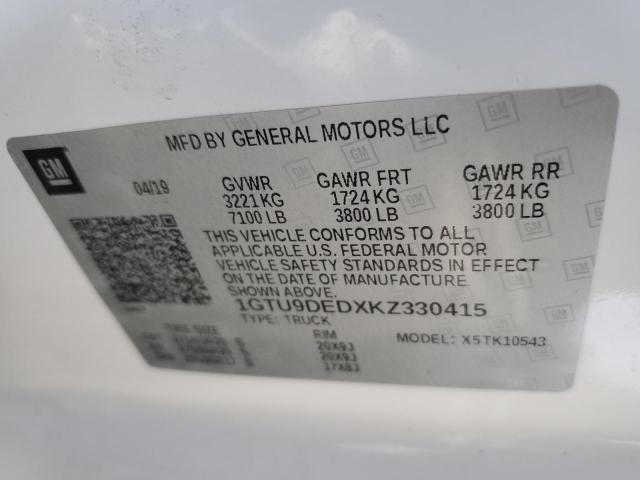 MFD BY GENERAL MOTORS LLC
GM
04/19
GVWR GAWR FRT GAWR RR
3221 KG 1724 KG 1724 KG
7100 LB 3800 LB 3800 LB
THIS VEHICLE CONFORMS TO ALL
APPLICABLE U.S. FEDERAL MOTOR
VEHICLE SAFETY STANDARDS IN EFFECT
ON THE DATE OF MANUFACTURE
SHOWN ABOVE.
1GTU9DEDXKZ330415
TYPE: TRUCK
MODEL: X5TK10543
TIRE SIZE RIM
20X9J
20X9J
17X8J